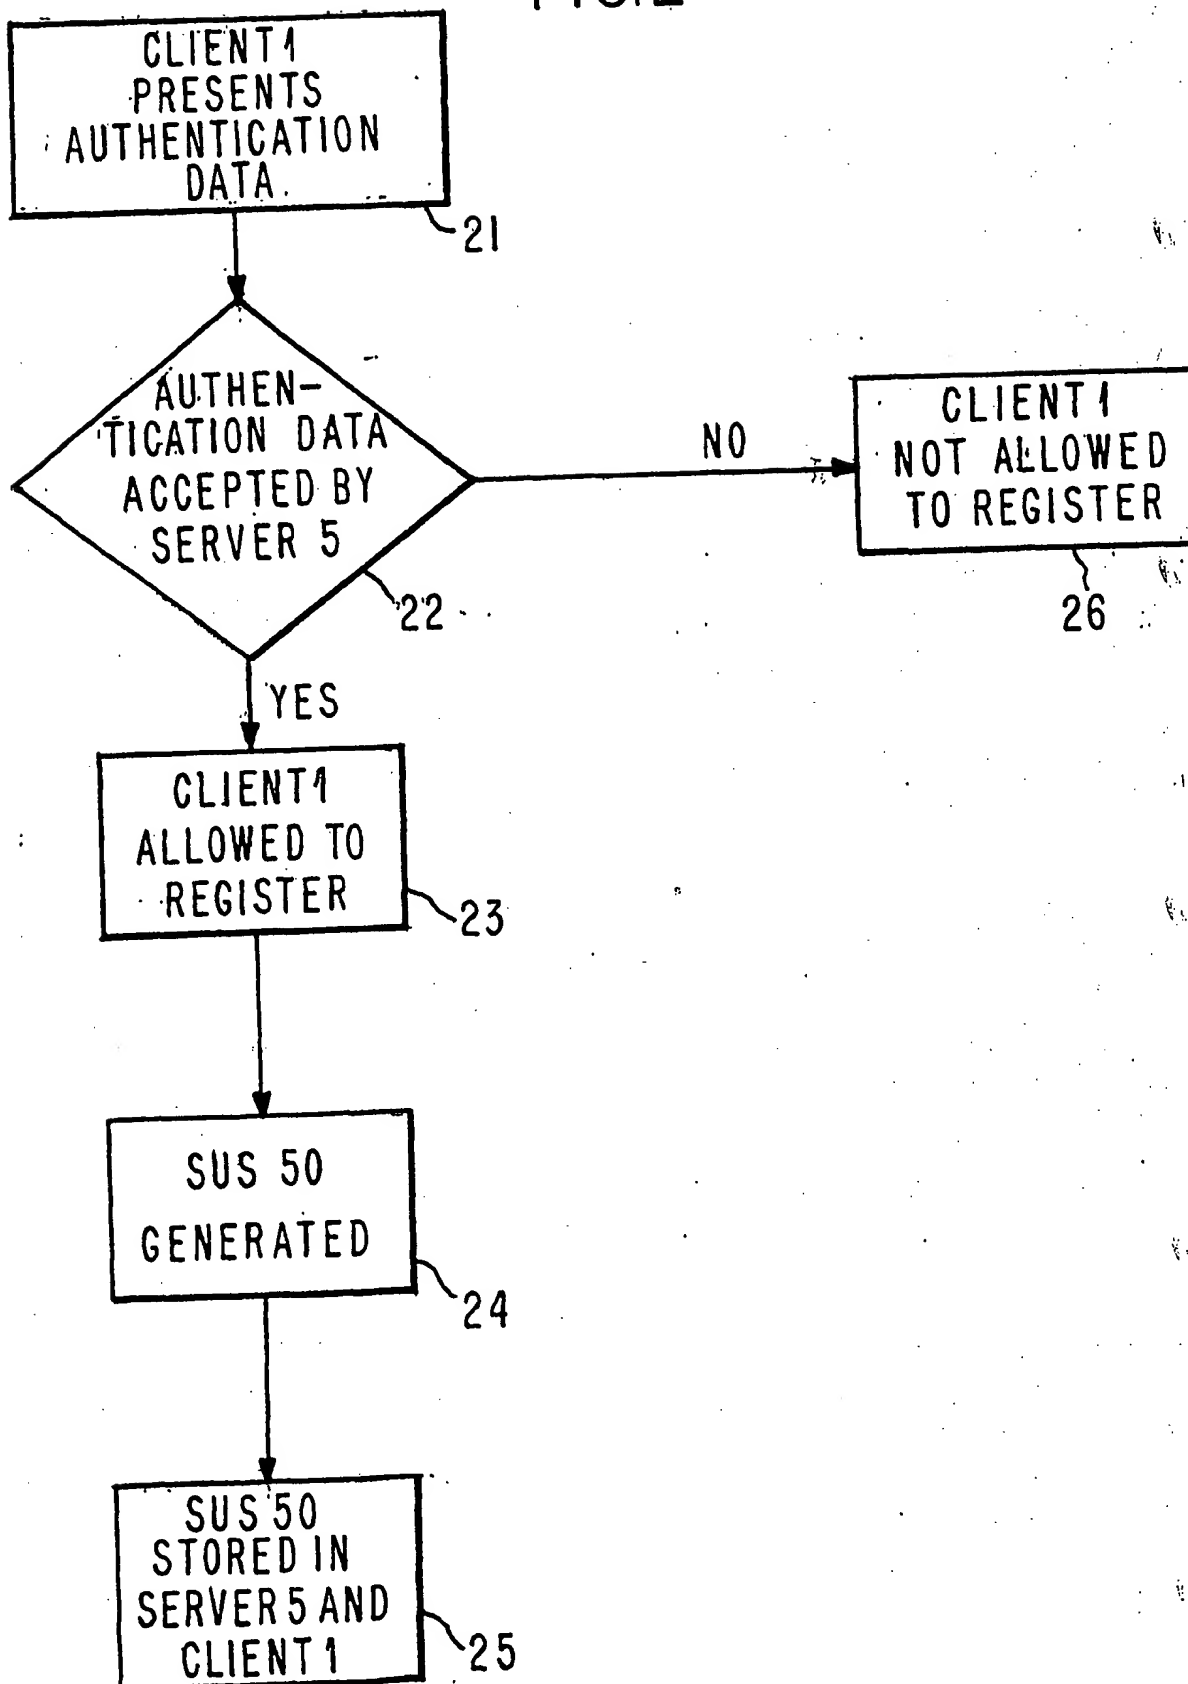 CLIENT 1
PRESENTS
AUTHENTICATION
DATA
21
AUTHEN-
TICATION DATA
ACCEPTED BY
SERVER 5
22
NO
CLIENT 1
NOT ALLOWED
TO REGISTER
26
YES
CLIENT 1
ALLOWED TO
REGISTER
23
SUS 50
GENERATED
24
SUS 50
STORED IN
SERVER 5 AND
CLIENT 1
25